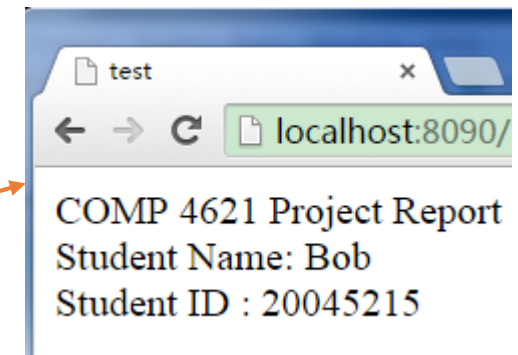 test
localhost:8090/
COMP 4621 Project Report
Student Name: Bob
Student ID : 20045215